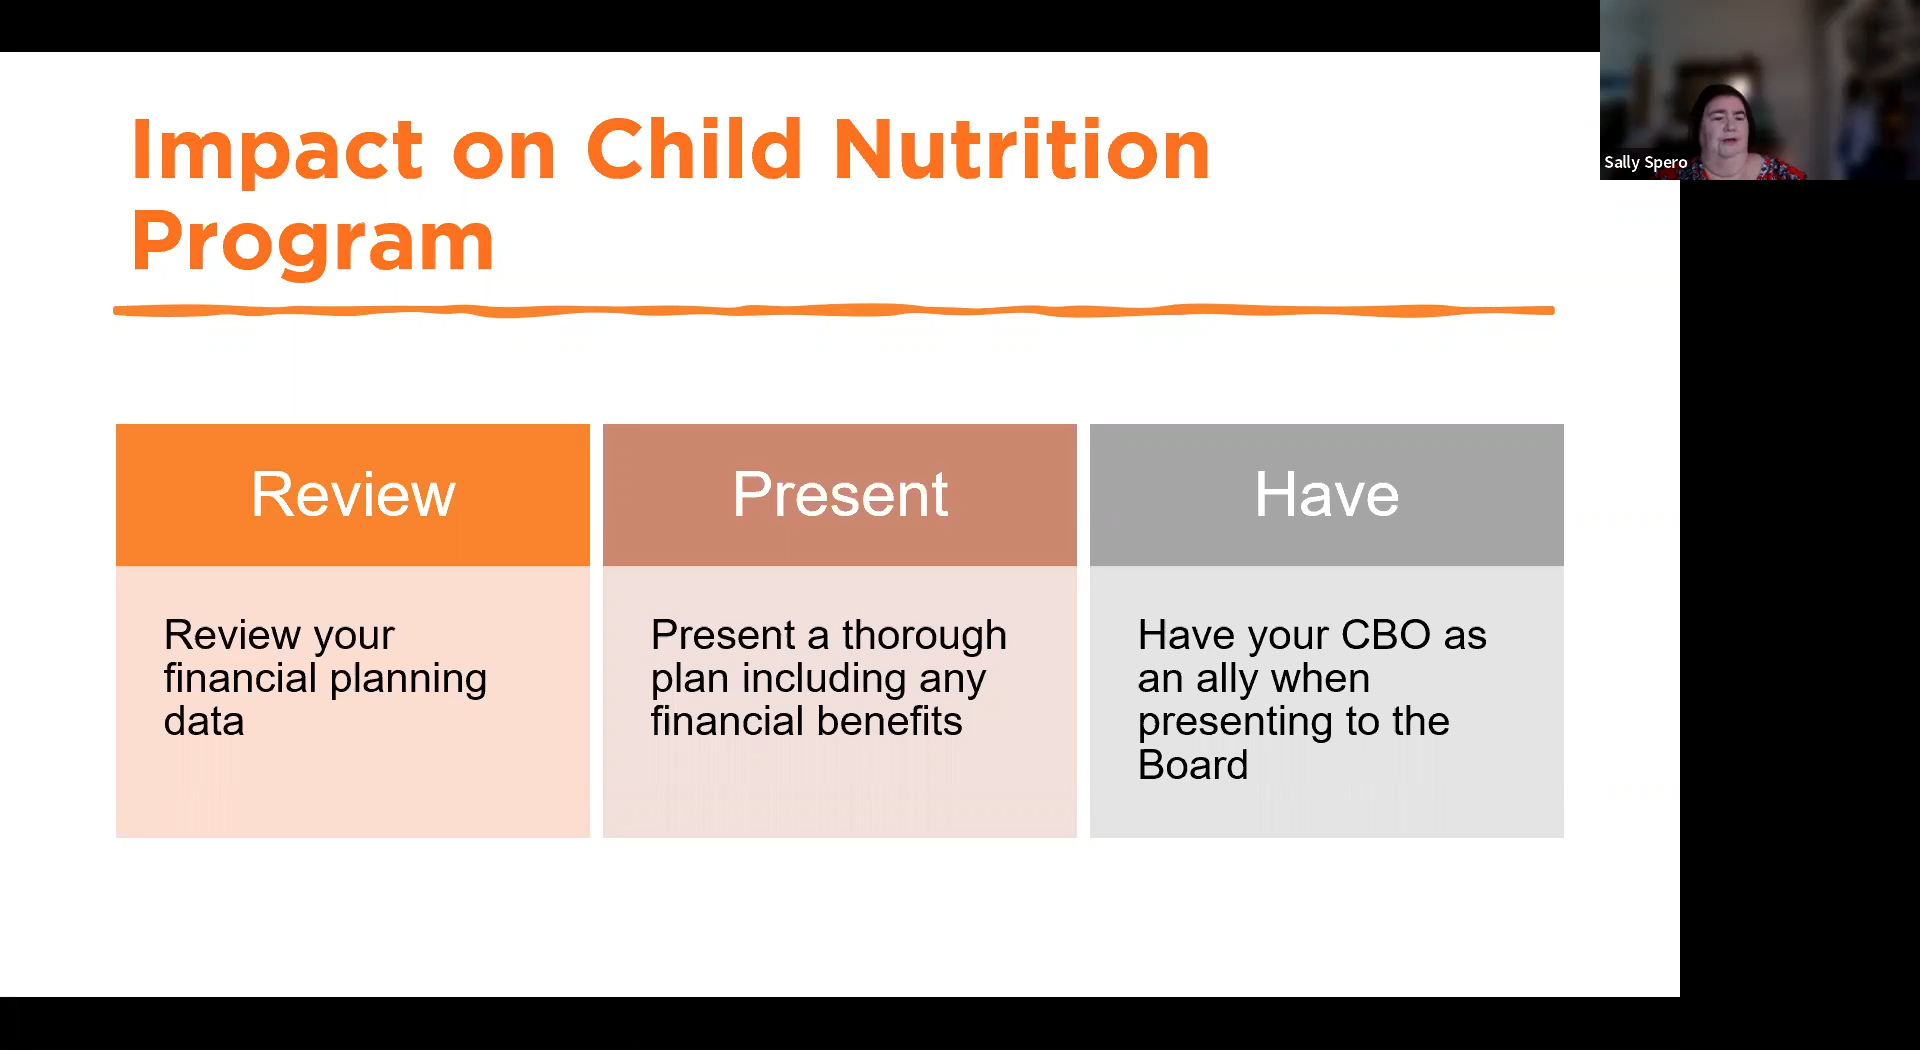 Impact on Child Nutrition
Program
Sally Spero
Review
Review your
financial planning
data
Present
Present a thorough
plan including any
financial benefits
Have
Have your CBO as
an ally when
presenting to the
Board